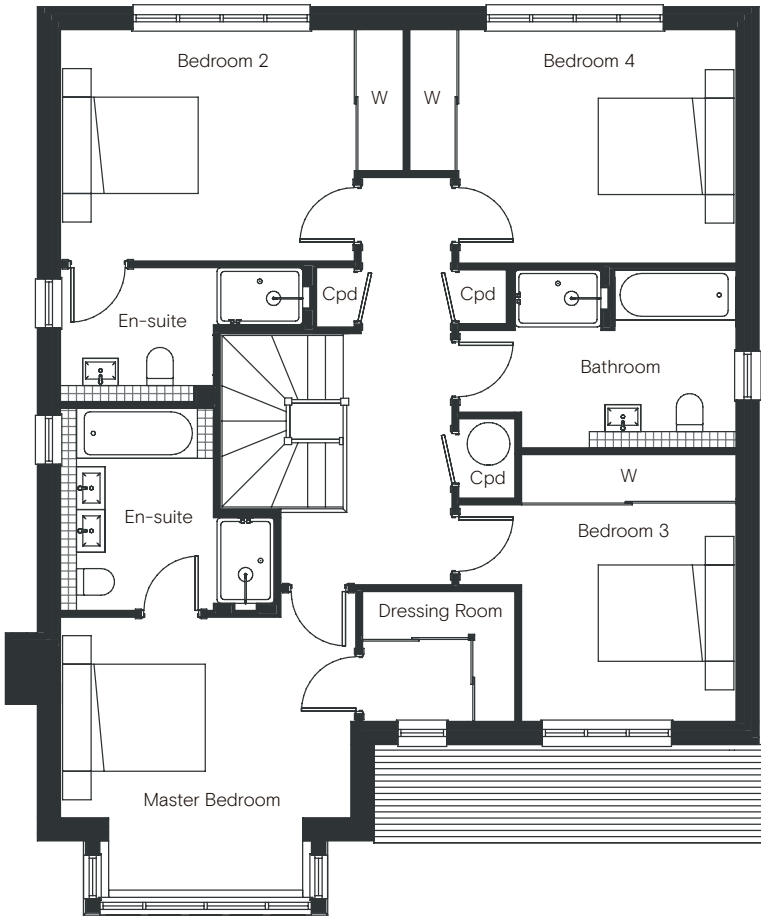 Bedroom 2
Bedroom 4
W
W
Cpd
Cpd
En-suite
Bathroom
W
Cpd
En-suite
Bedroom 3
Dressing Room
Master Bedroom